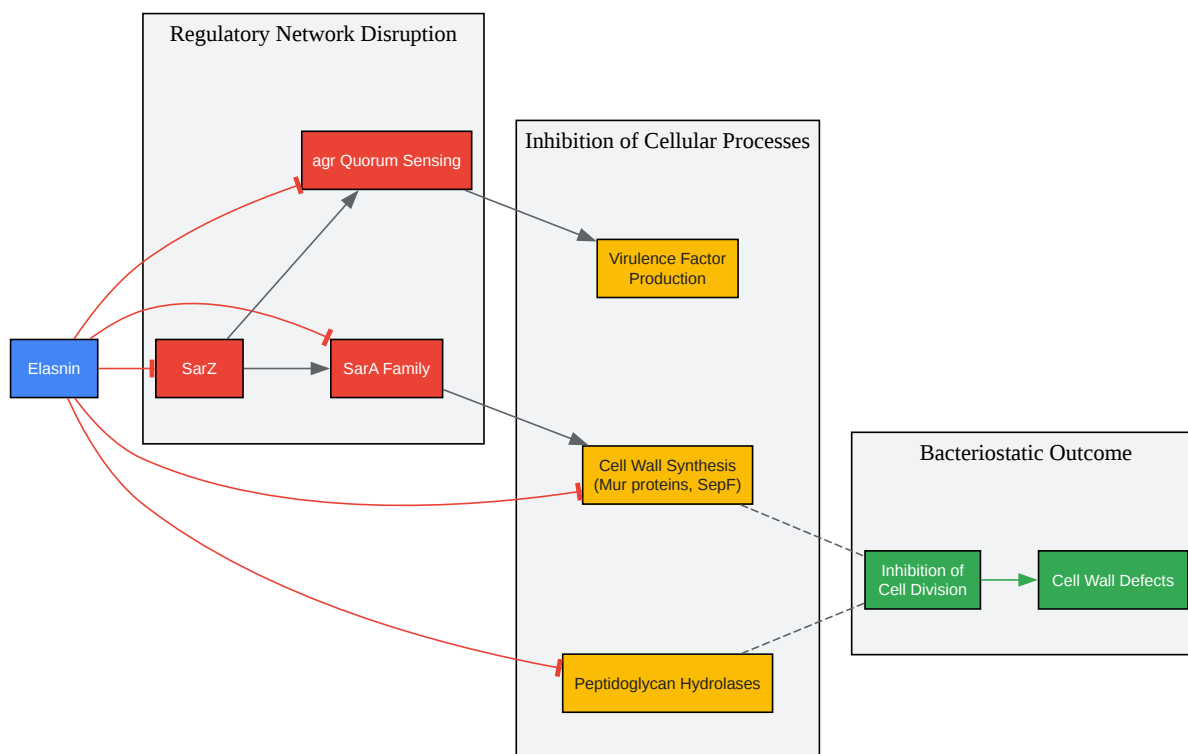 Regulatory Network Disruption
agr Quorum Sensing
Inhibition of Cellular Processes
Virulence Factor
Production
Elasnin
SarZ
SarA Family
Cell Wall Synthesis
(Mur proteins, SepF)
Bacteriostatic Outcome
Inhibition of
Cell Division
Cell Wall Defects
Peptidoglycan Hydrolases